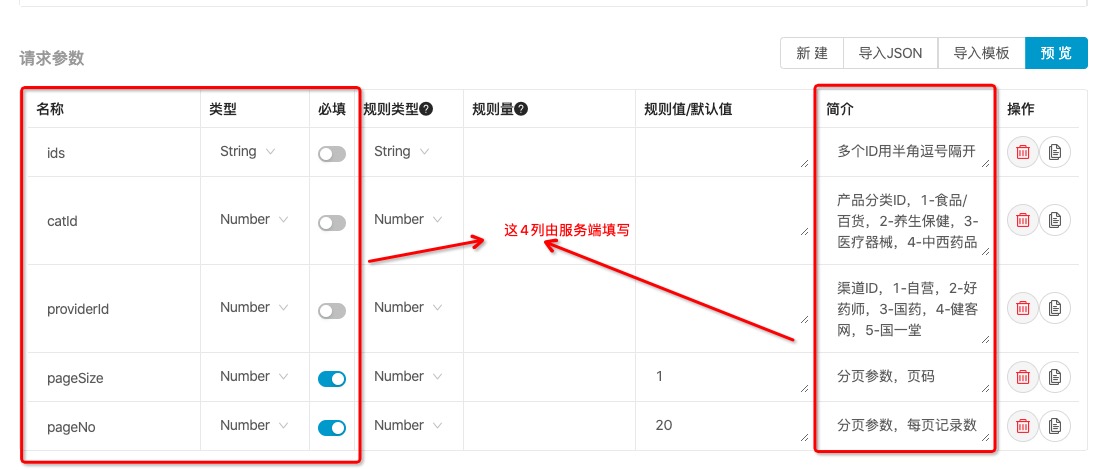 请求参数
新 建
导入JSON
导入模板
预 览
名称
类型
必填
规则类型?
规则量?
规则值/默认值
简介
操作
ids
String
String
多个ID用半角逗号隔开
catId
Number
Number
产品分类ID，1-食品/
百货，2-养生保健，3-
医疗器械，4-中西药品
这4列由服务端填写
providerId
Number
Number
渠道ID，1-自营，2-好
药师，3-国药，4-健客
网，5-国一堂
pageSize
Number
Number
1
分页参数，页码
pageNo
Number
Number
20
分页参数，每页记录数